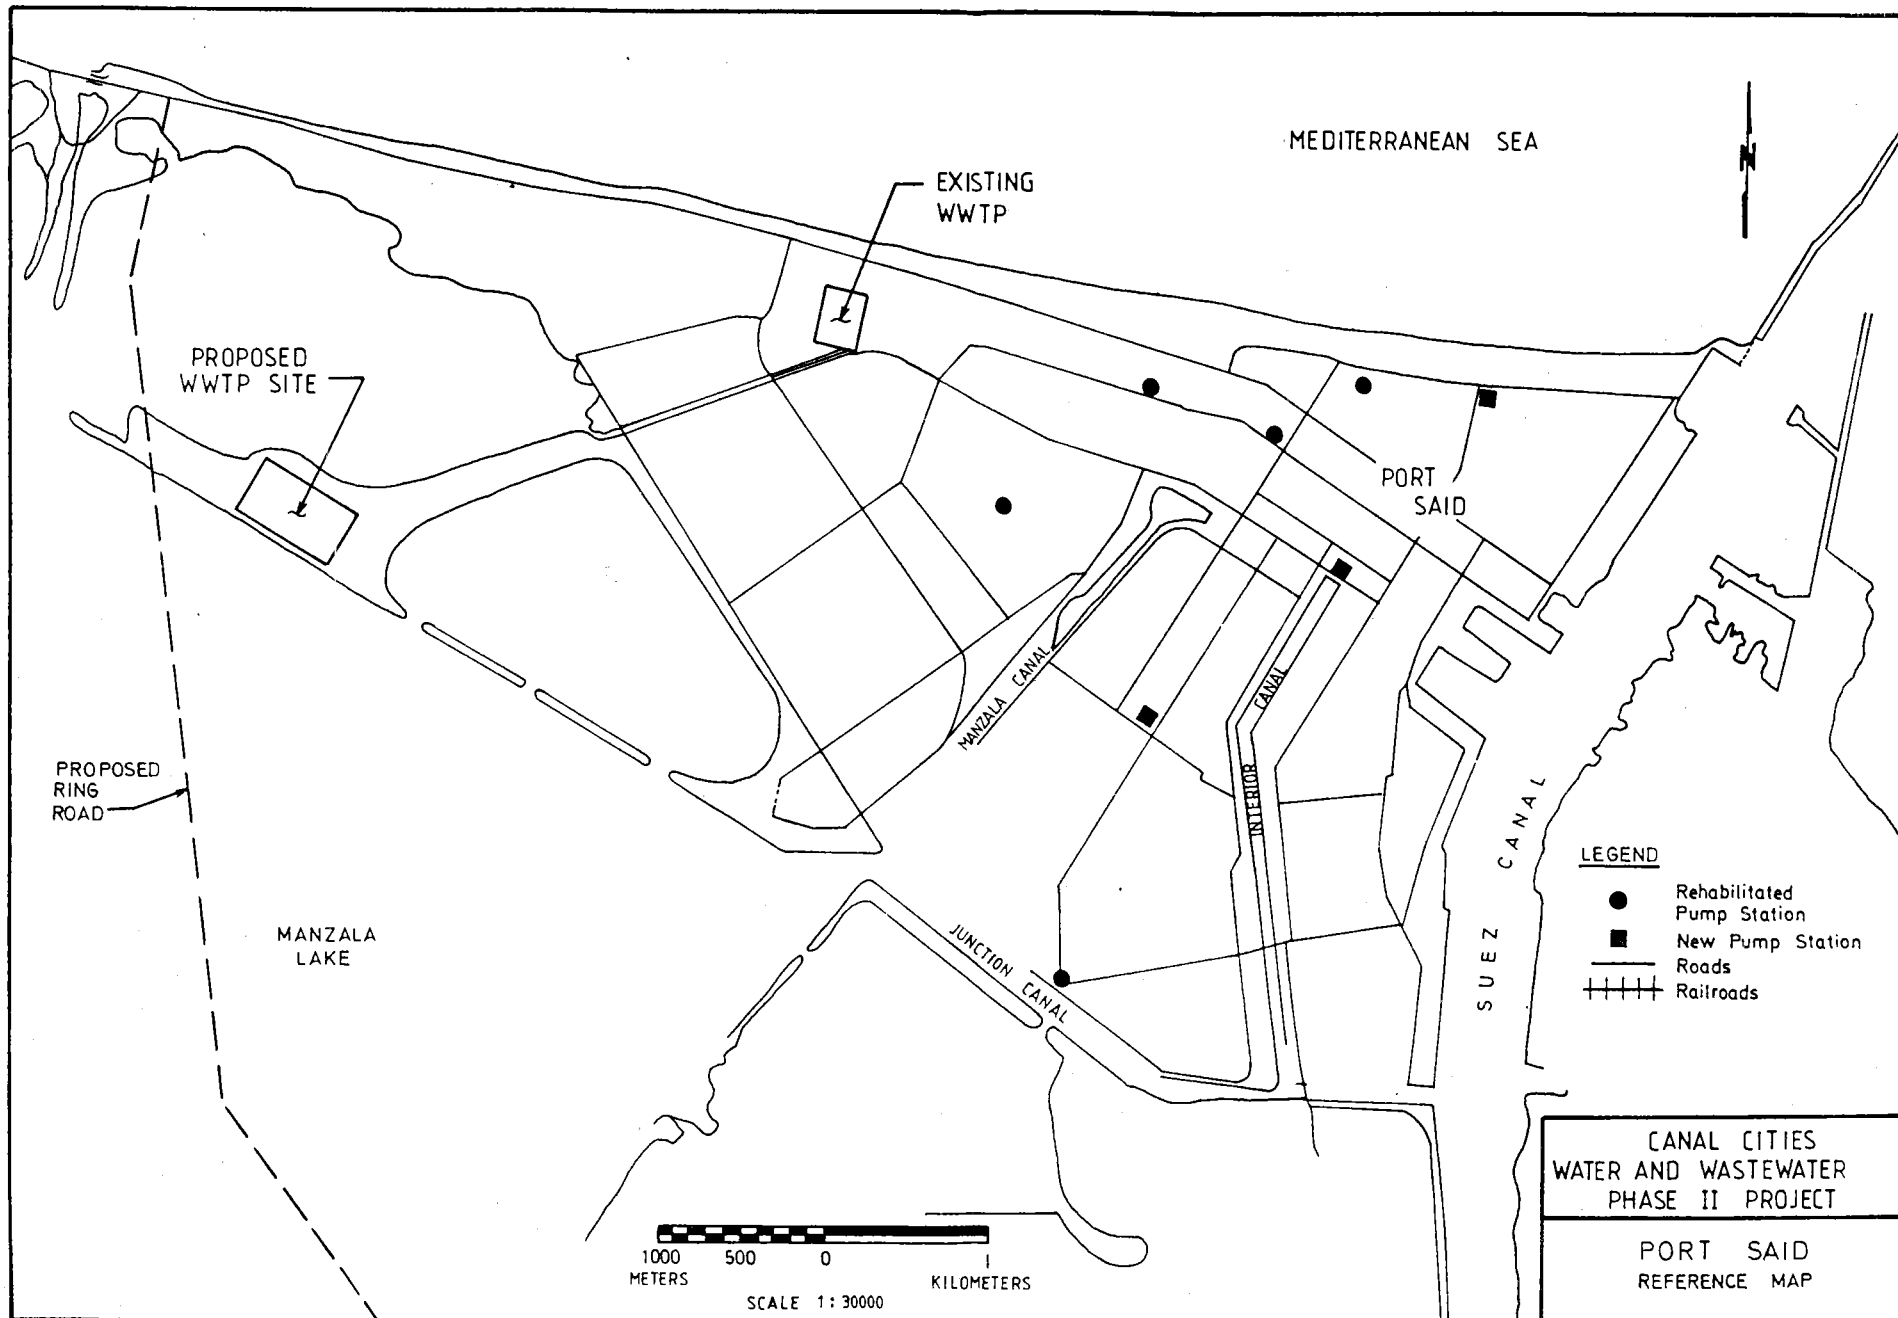 MEDITERRANEAN SEA
N
EXISTING
WWTP
PROPOSED
WWTP SITE
PORT
SAID
MANZALA CANAL
INTERIOR CANAL
PROPOSED
RING
ROAD
MANZALA
LAKE
JUNCTION CANAL
SUEZ CANAL
LEGEND
Rehabilitated
Pump Station
New Pump Station
Roads
Railroads
1000 500 0 1
METERS KILOMETERS
SCALE 1:30000
CANAL CITIES
WATER AND WASTEWATER
PHASE II PROJECT
PORT SAID
REFERENCE MAP